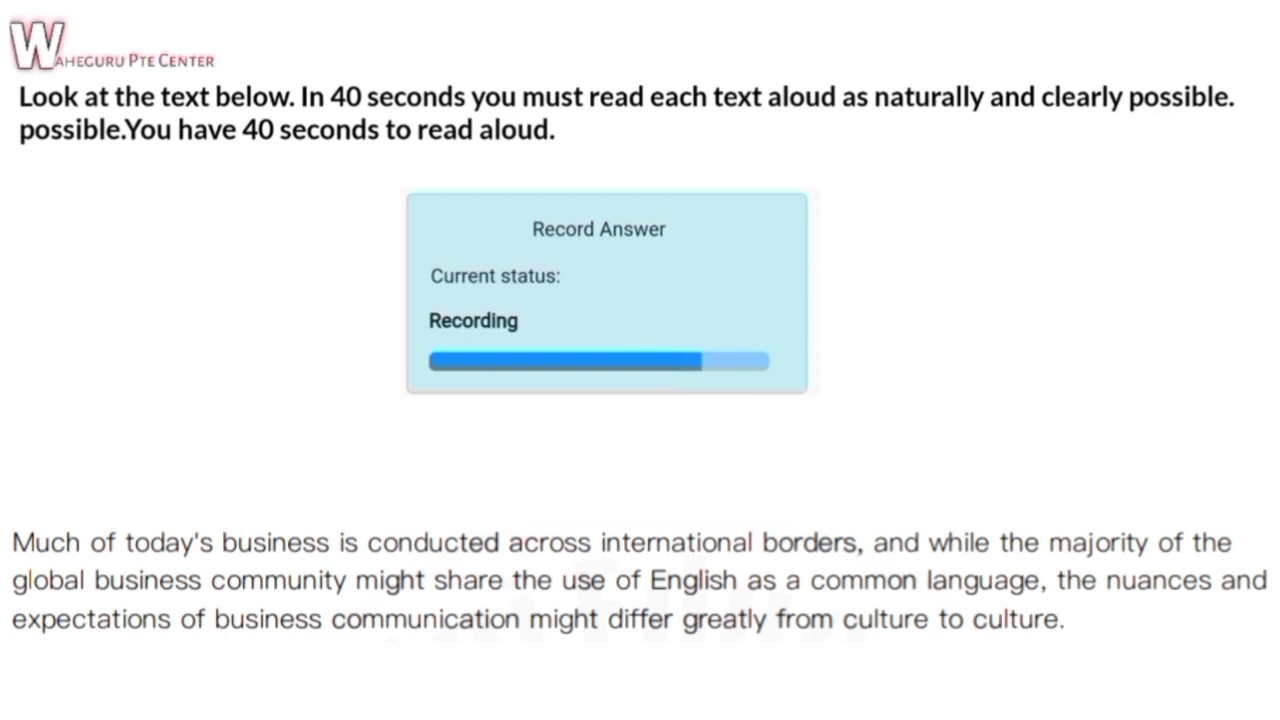 WAHEGURU PTE CENTER
Look at the text below. In 40 seconds you must read each text aloud as naturally and clearly possible.
possible.You have 40 seconds to read aloud.
Record Answer
Current status:
Recording
Much of today's business is conducted across international borders, and while the majority of the
global business community might share the use of English as a common language, the nuances and
expectations of business communication might differ greatly from culture to culture.